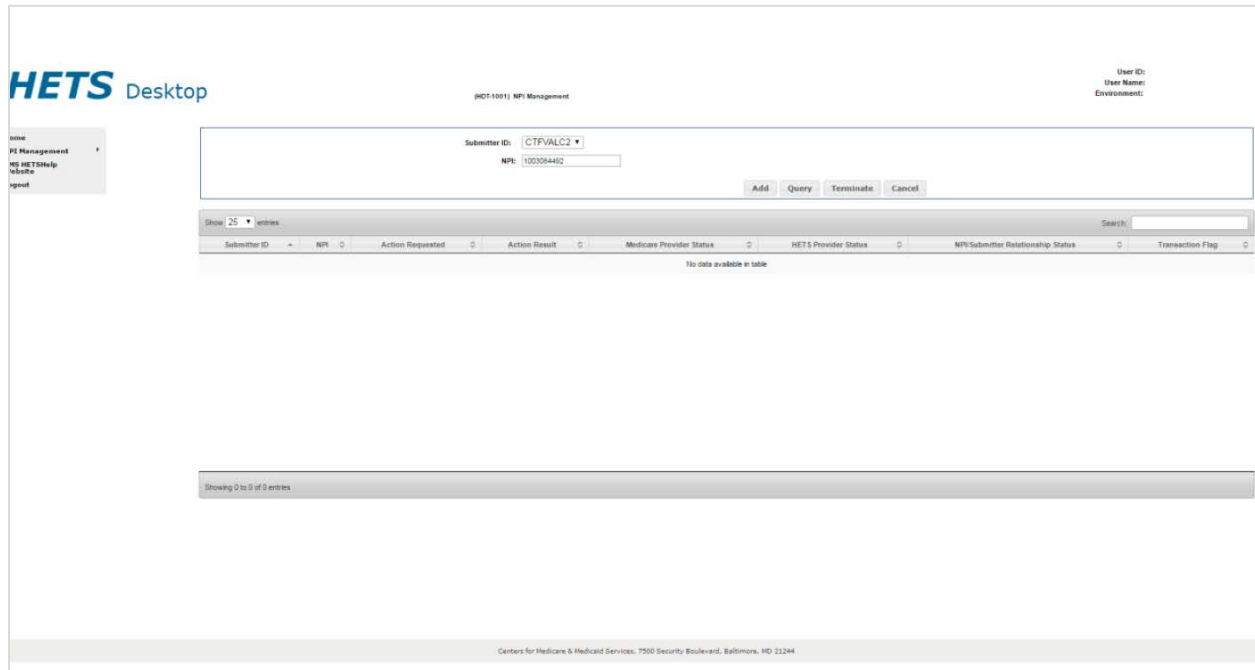 HETS Desktop
User ID:
User Name:
Environment:
(HDT-1001) NPI Management
ome
PI Management
MS HETSHelp
ebsite
ogout
Submitter ID: CTFVALC2
NPI: 1003064492
Add Query Terminate Cancel
Show 25 entries
Search:
Submitter ID NPI Action Requested Action Result Medicare Provider Status HETS Provider Status NPI/Submitter Relationship Status Transaction Flag
No data available in table
Showing 0 to 0 of 0 entries
Centers for Medicare & Medicaid Services, 7500 Security Boulevard, Baltimore, MD 21244